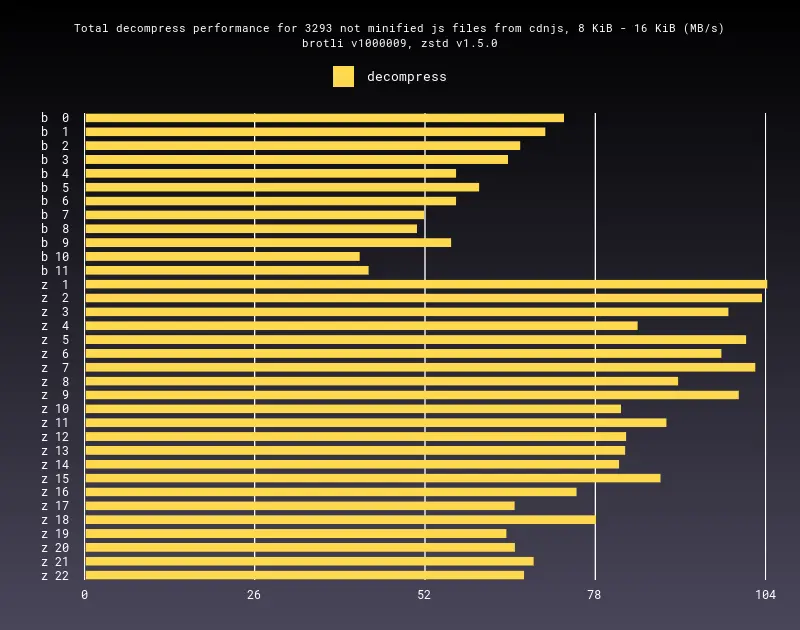 Total decompress performance for 3293 not minified js files from cdnjs, 8 KiB - 16 KiB (MB/s)
brotli v1000009, zstd v1.5.0
decompress
b 0
b 1
b 2
b 3
b 4
b 5
b 6
b 7
b 8
b 9
b 10
b 11
z 1
z 2
z 3
z 4
z 5
z 6
z 7
z 8
z 9
z 10
z 11
z 12
z 13
z 14
z 15
z 16
z 17
z 18
z 19
z 20
z 21
z 22
0 26 52 78 104